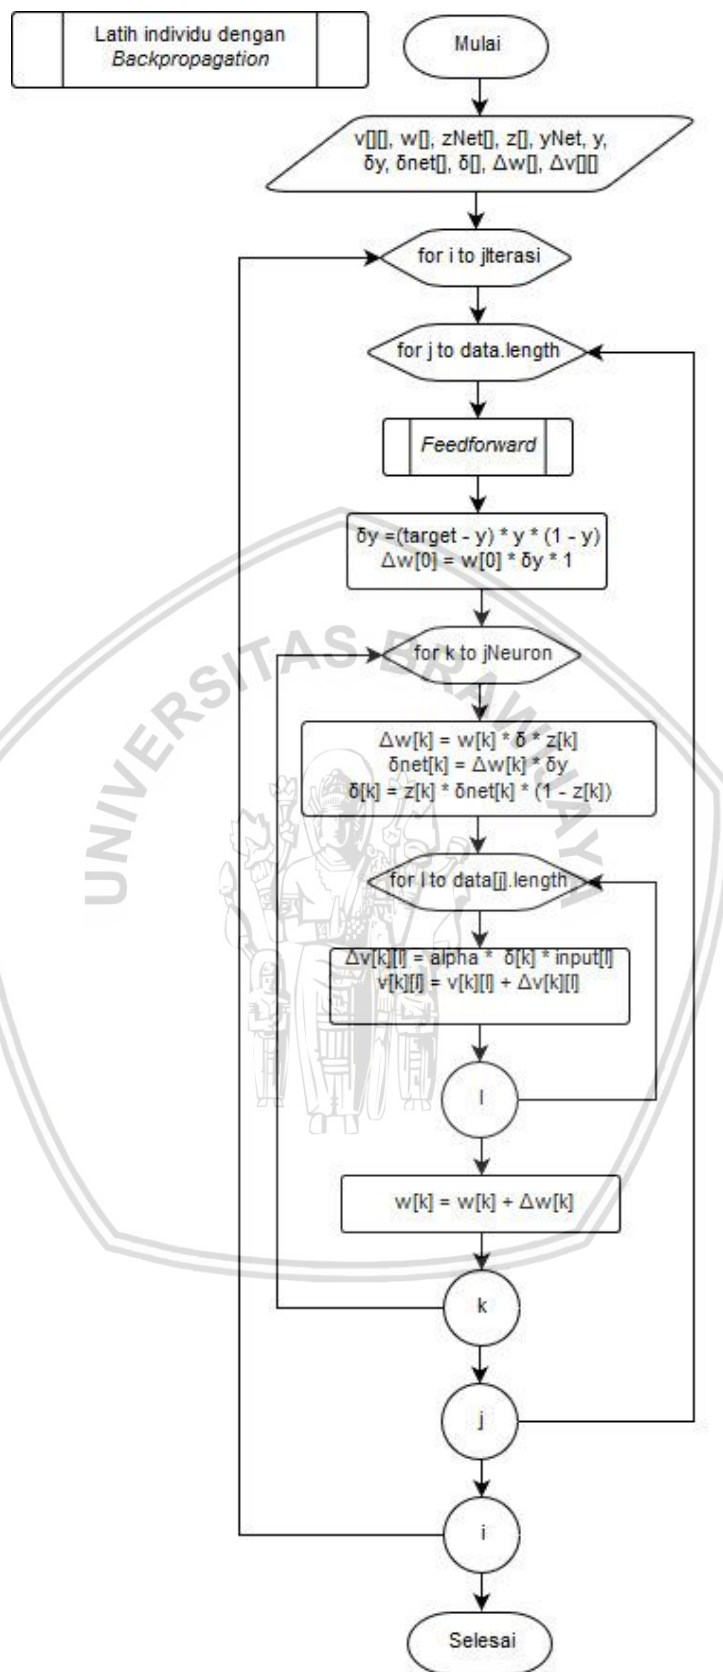 Latih individu dengan
Backpropagation
Mulai
v[][], w[], zNet[], z[], yNet, y,
δy, δnet[], δ[], Δw[], Δv[][]
for i to jIterasi
for j to data.length
Feedforward
δy =(target - y) * y * (1 - y)
Δw[0] = w[0] * δy * 1
for k to jNeuron
Δw[k] = w[k] * δ * z[k]
δnet[k] = Δw[k] * δy
δ[k] = z[k] * δnet[k] * (1 - z[k])
for l to data[j].length
Δv[k][l] = alpha * δ[k] * input[l]
v[k][l] = v[k][l] + Δv[k][l]
l
w[k] = w[k] + Δw[k]
k
j
i
Selesai
UNIVERSITAS BRAWIJAYA